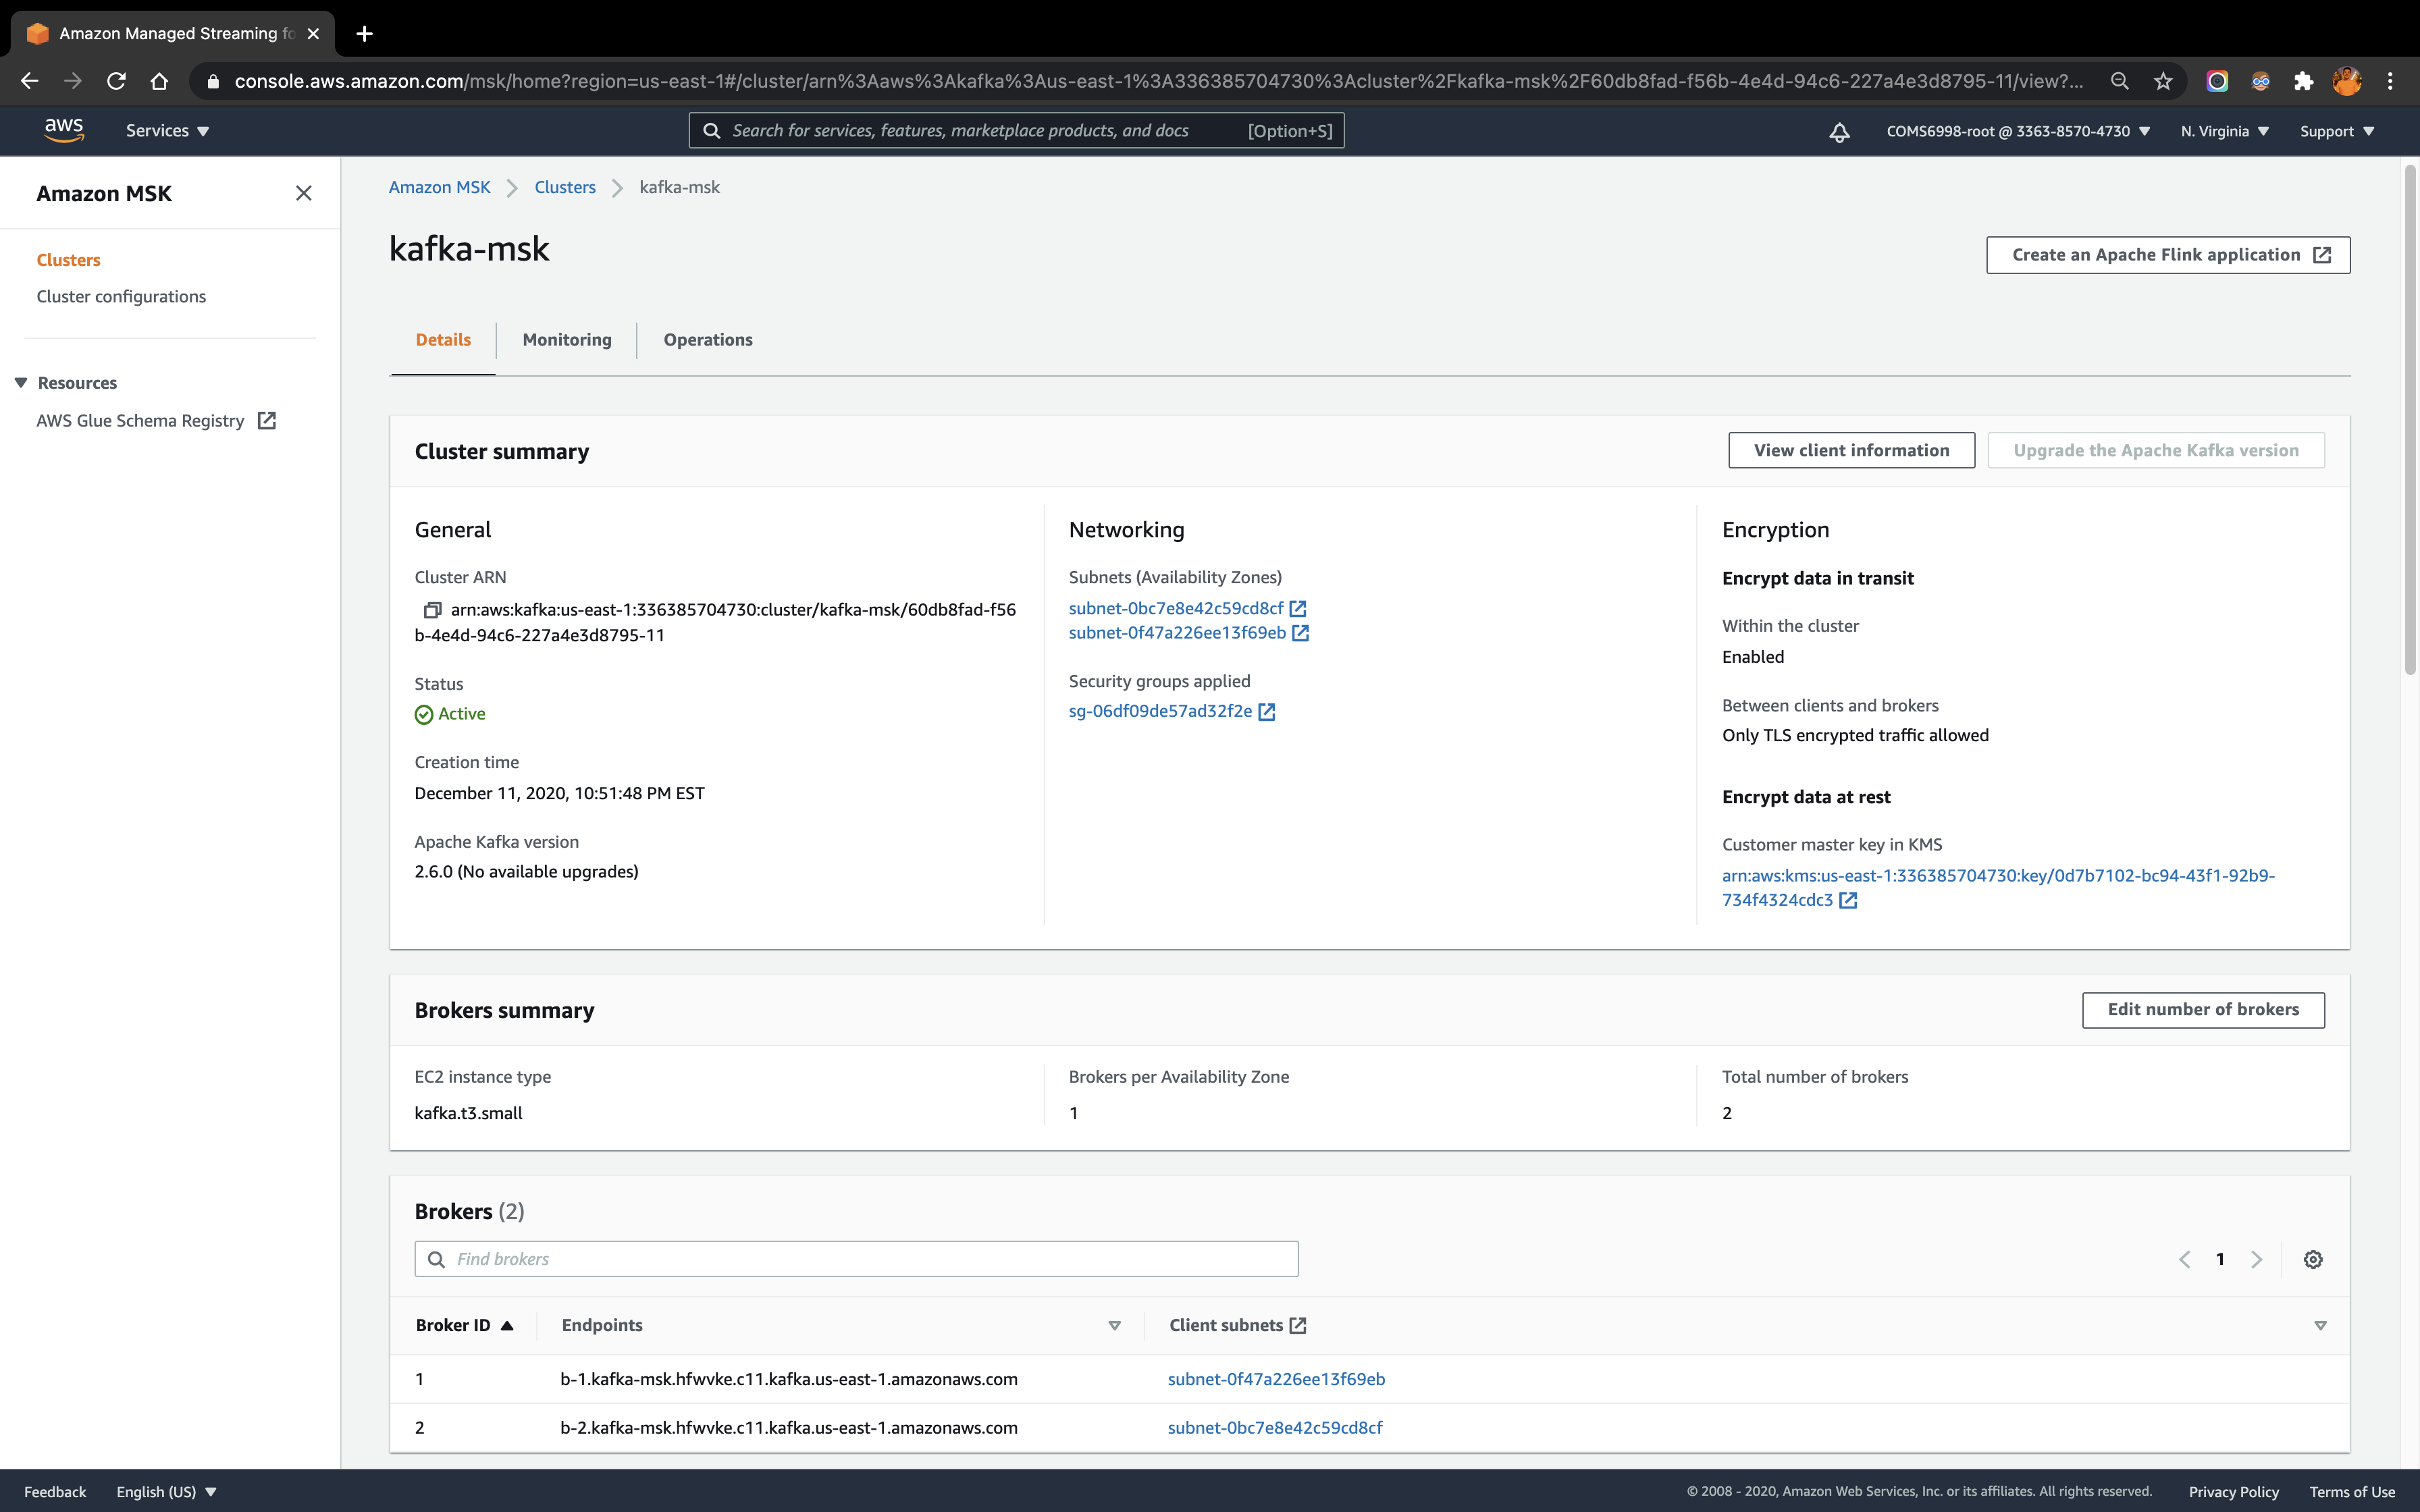 Amazon Managed Streaming fo
console.aws.amazon.com/msk/home?region=us-east-1#/cluster/arn%3Aaws%3Akafka%3Aus-east-1%3A336385704730%3Acluster%2Fkafka-msk%2F60db8fad-f56b-4e4d-94c6-227a4e3d8795-11/view?...
aws Services Search for services, features, marketplace products, and docs [Option+S] COMS6998-root @ 3363-8570-4730 N. Virginia Support
Amazon MSK
Clusters
Cluster configurations
Resources
AWS Glue Schema Registry
Amazon MSK Clusters kafka-msk
kafka-msk
Create an Apache Flink application
Details Monitoring Operations
Cluster summary
View client information Upgrade the Apache Kafka version
General
Cluster ARN
arn:aws:kafka:us-east-1:336385704730:cluster/kafka-msk/60db8fad-f56
b-4e4d-94c6-227a4e3d8795-11
Status
Active
Creation time
December 11, 2020, 10:51:48 PM EST
Apache Kafka version
2.6.0 (No available upgrades)
Networking
Subnets (Availability Zones)
subnet-0bc7e8e42c59cd8cf
subnet-0f47a226ee13f69eb
Security groups applied
sg-06df09de57ad32f2e
Encryption
Encrypt data in transit
Within the cluster
Enabled
Between clients and brokers
Only TLS encrypted traffic allowed
Encrypt data at rest
Customer master key in KMS
arn:aws:kms:us-east-1:336385704730:key/0d7b7102-bc94-43f1-92b9-
734f4324cdc3
Brokers summary
Edit number of brokers
EC2 instance type
kafka.t3.small
Brokers per Availability Zone
1
Total number of brokers
2
Brokers (2)
Find brokers
1
Broker ID Endpoints Client subnets
1 b-1.kafka-msk.hfwvke.c11.kafka.us-east-1.amazonaws.com subnet-0f47a226ee13f69eb
2 b-2.kafka-msk.hfwvke.c11.kafka.us-east-1.amazonaws.com subnet-0bc7e8e42c59cd8cf
Feedback English (US) © 2008 - 2020, Amazon Web Services, Inc. or its affiliates. All rights reserved. Privacy Policy Terms of Use